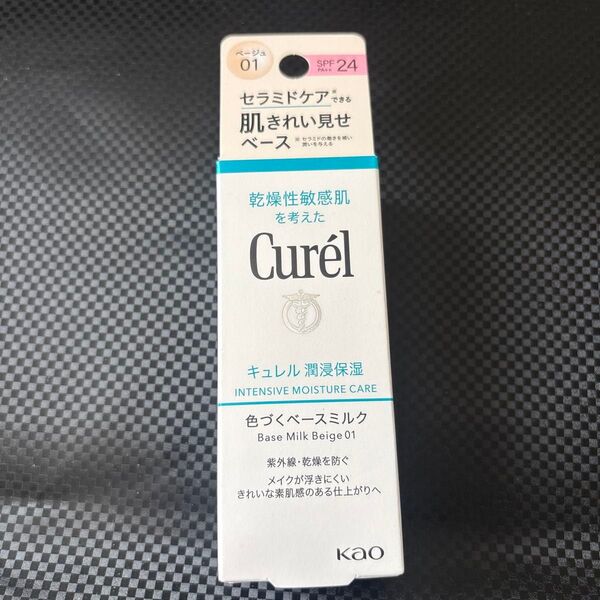 ベージュ
01
SPF 24
PA++
セラミドケア※できる
肌きれい見せ
ベース
※ セラミドの働きを補い
潤いを与える
乾燥性敏感肌
を考えた
Curél
キュレル 潤浸保湿
INTENSIVE MOISTURE CARE
色づくベースミルク
Base Milk Beige 01
紫外線・乾燥を防ぐ
メイクが浮きにくい
きれいな素肌感のある仕上がりへ
Kao